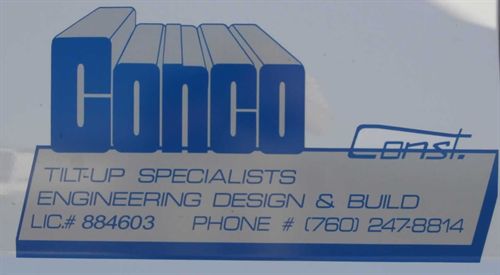 Conco Const.
TILT-UP SPECIALISTS
ENGINEERING DESIGN & BUILD
LIC.# 884603 PHONE # (760) 247-8814